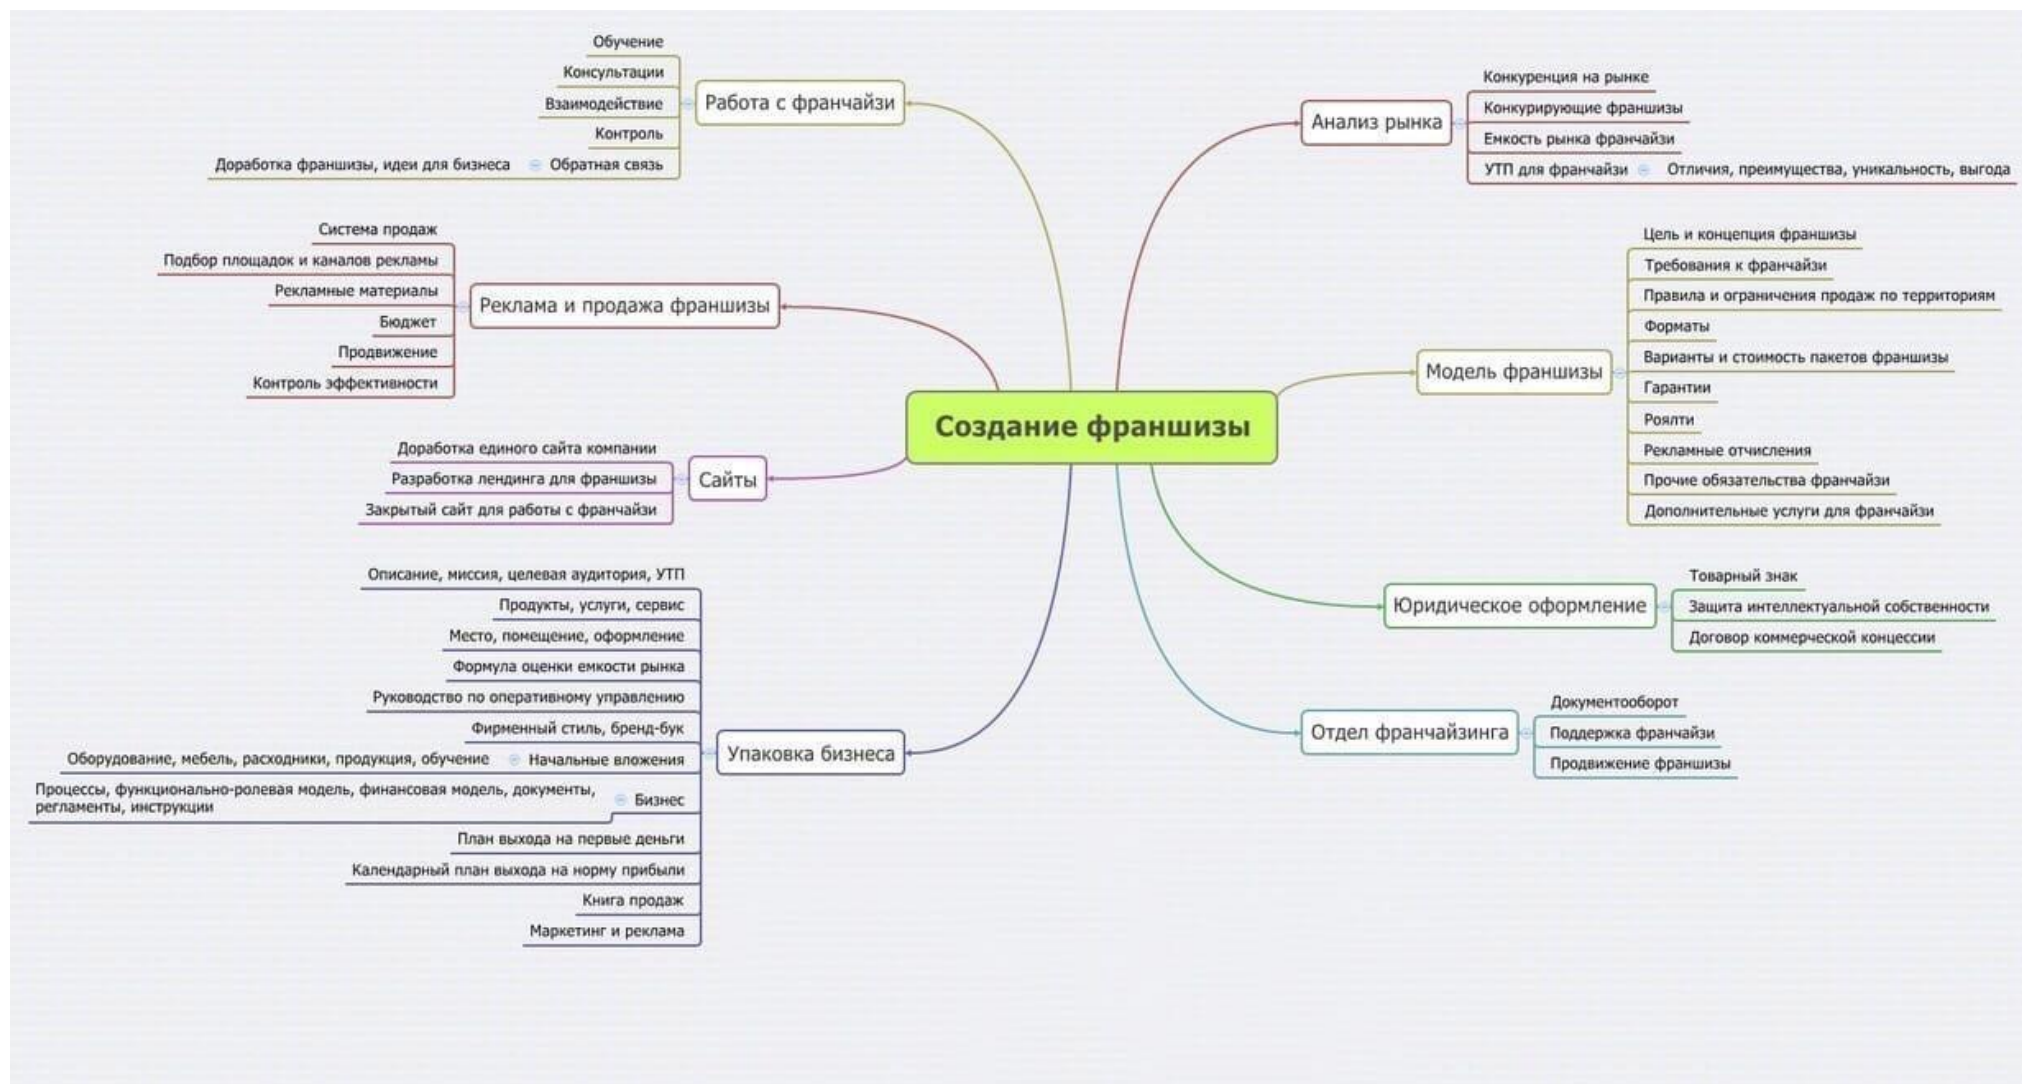 Создание франшизы
Анализ рынка
Конкуренция на рынке
Конкурирующие франшизы
Емкость рынка франчайзи
УТП для франчайзи
Отличия, преимущества, уникальность, выгода
Модель франшизы
Цель и концепция франшизы
Требования к франчайзи
Правила и ограничения продаж по территориям
Форматы
Варианты и стоимость пакетов франшизы
Гарантии
Роялти
Рекламные отчисления
Прочие обязательства франчайзи
Дополнительные услуги для франчайзи
Юридическое оформление
Товарный знак
Защита интеллектуальной собственности
Договор коммерческой концессии
Отдел франчайзинга
Документооборот
Поддержка франчайзи
Продвижение франшизы
Работа с франчайзи
Обучение
Консультации
Взаимодействие
Контроль
Обратная связь
Доработка франшизы, идеи для бизнеса
Реклама и продажа франшизы
Система продаж
Подбор площадок и каналов рекламы
Рекламные материалы
Бюджет
Продвижение
Контроль эффективности
Сайты
Доработка единого сайта компании
Разработка лендинга для франшизы
Закрытый сайт для работы с франчайзи
Упаковка бизнеса
Описание, миссия, целевая аудитория, УТП
Продукты, услуги, сервис
Место, помещение, оформление
Формула оценки емкости рынка
Руководство по оперативному управлению
Фирменный стиль, бренд-бук
Начальные вложения
Оборудование, мебель, расходники, продукция, обучение
Бизнес
Процессы, функционально-ролевая модель, финансовая модель, документы,
регламенты, инструкции
План выхода на первые деньги
Календарный план выхода на норму прибыли
Книга продаж
Маркетинг и реклама